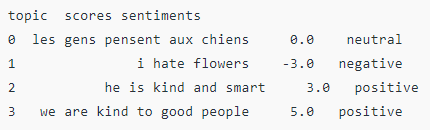 topic  scores sentiments
0  les gens pensent aux chiens     0.0    neutral
1                i hate flowers    -3.0   negative
2            he is kind and smart     3.0   positive
3   we are kind to good people     5.0   positive